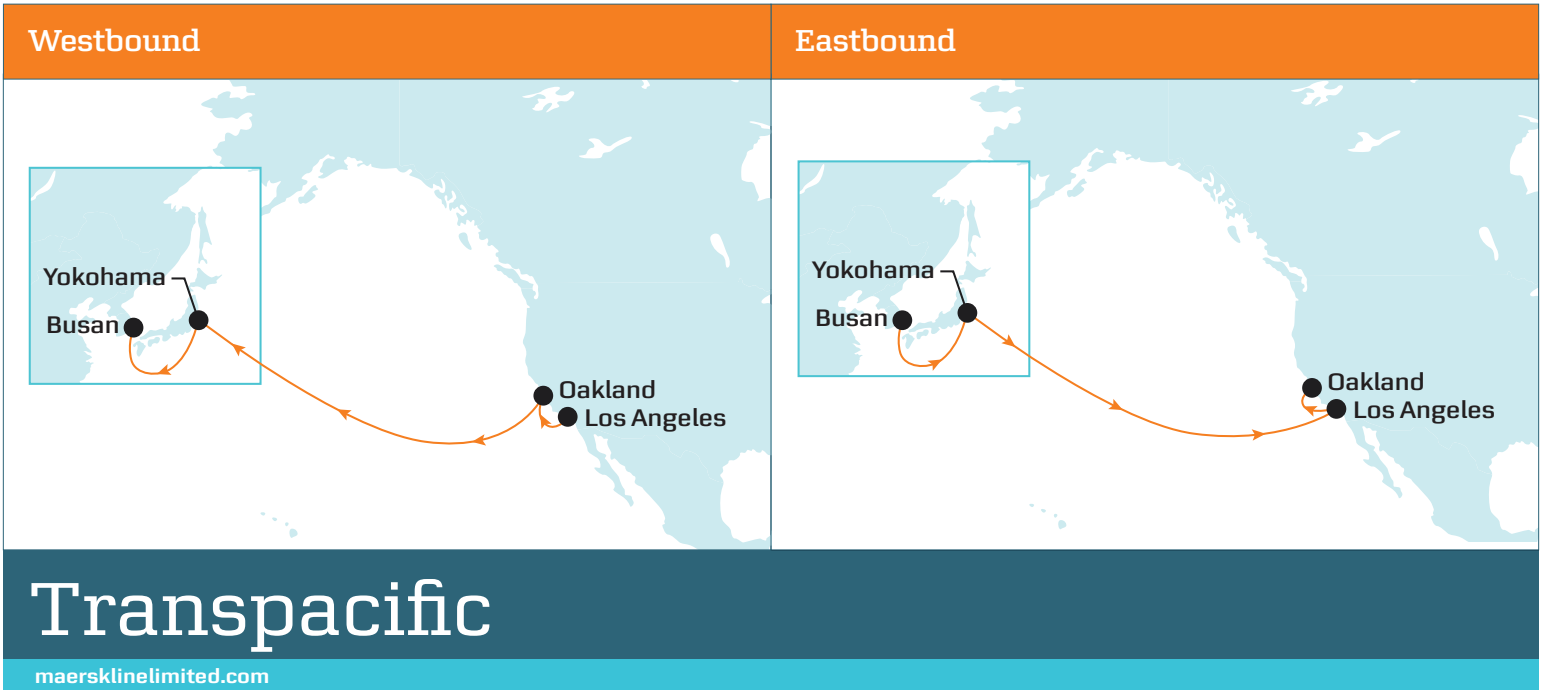 Westbound
Yokohama
Busan
Oakland
Los Angeles
Eastbound
Yokohama
Busan
Oakland
Los Angeles
Transpacific
maersklinelimited.com